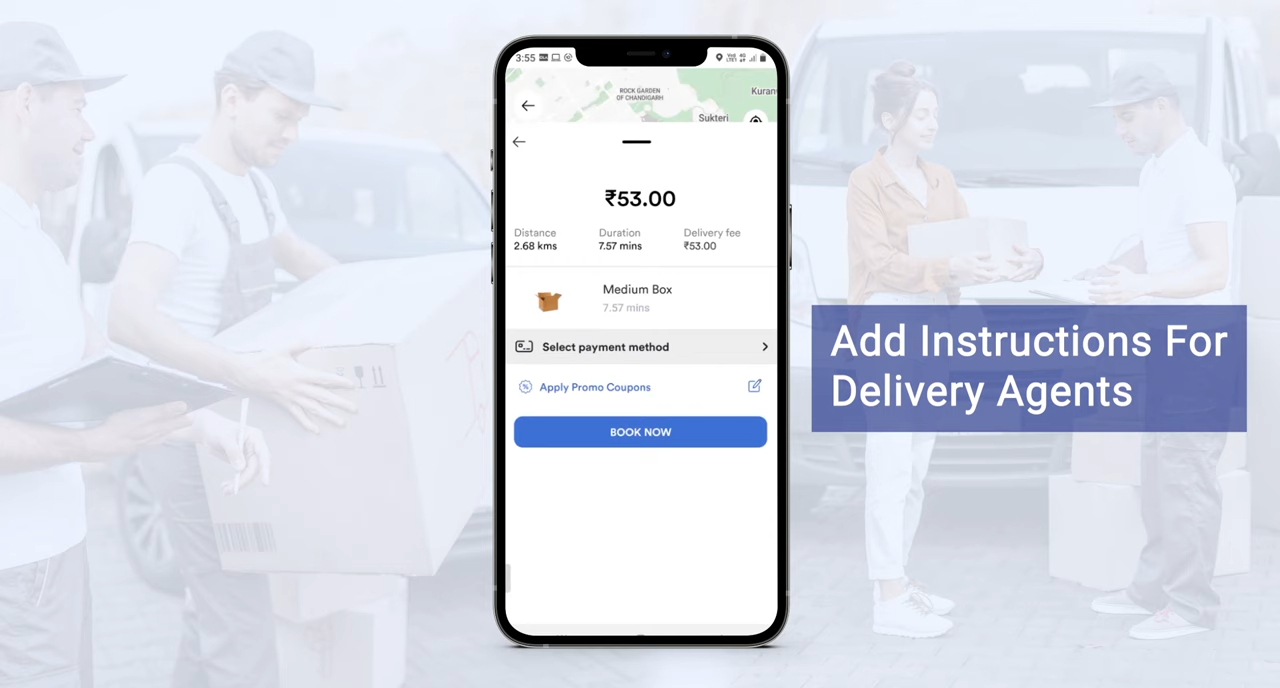 3:55
ROCK GARDEN
OF CHANDIGARH
Kuran
Sukteri
₹53.00
Distance
Duration
Delivery fee
2.68 kms
7.57 mins
₹53.00
Medium Box
7.57 mins
Select payment method
Apply Promo Coupons
BOOK NOW
Add Instructions For
Delivery Agents